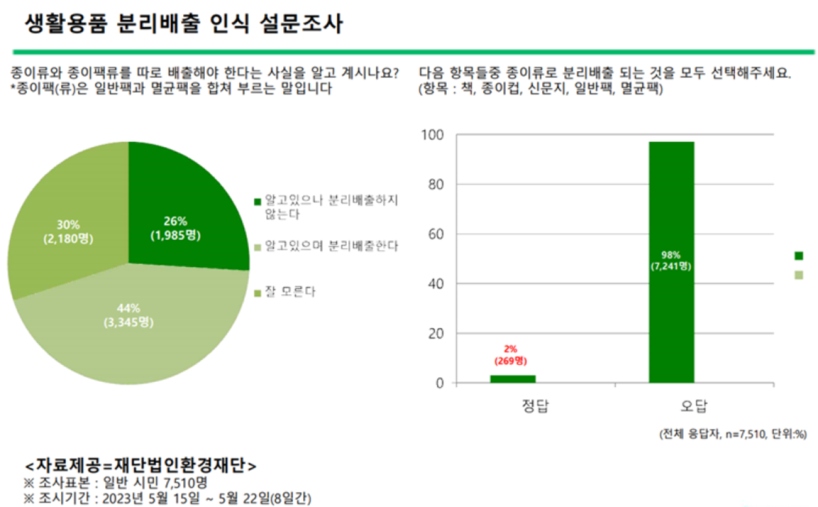 생활용품 분리배출 인식 설문조사
종이류와 종이팩류를 따로 배출해야 한다는 사실을 알고 계시나요?
*종이팩(류)은 일반팩과 멸균팩을 합쳐 부르는 말입니다
30%
(2,180명)
26%
(1,985명)
44%
(3,345명)
알고있으나 분리배출하지
않는다
알고있으며 분리배출한다
잘 모른다
다음 항목들중 종이류로 분리배출 되는 것을 모두 선택해주세요.
(항목 : 책, 종이컵, 신문지, 일반팩, 멸균팩)
100
80
60
40
20
0
2%
(269명)
98%
(7,241명)
정답
오답
(전체 응답자, n=7,510, 단위:%)
<자료제공=재단법인환경재단>
※ 조사표본 : 일반 시민 7,510명
※ 조시기간 : 2023년 5월 15일 ~ 5월 22일(8일간)